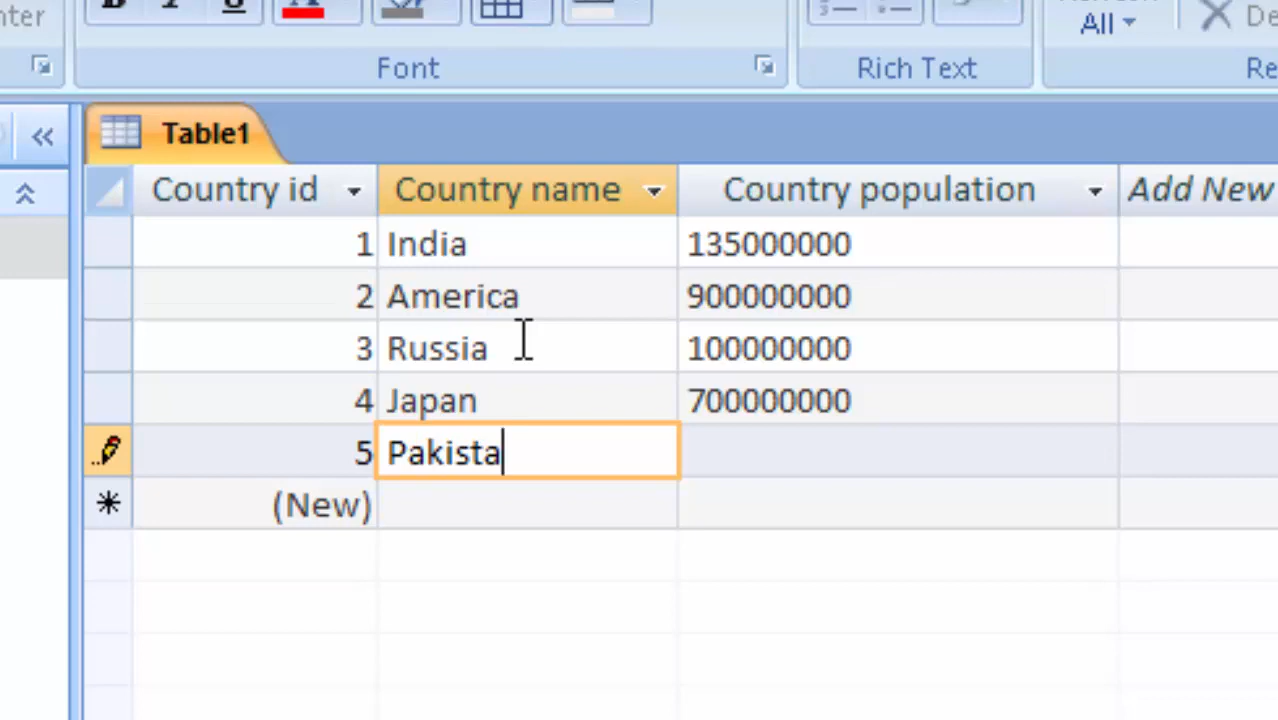 nter B I U A All De
Font Rich Text Re
Table1
Country id Country name Country population Add New
1 India 135000000
2 America 900000000
3 Russia 100000000
4 Japan 700000000
5 Pakista
(New)